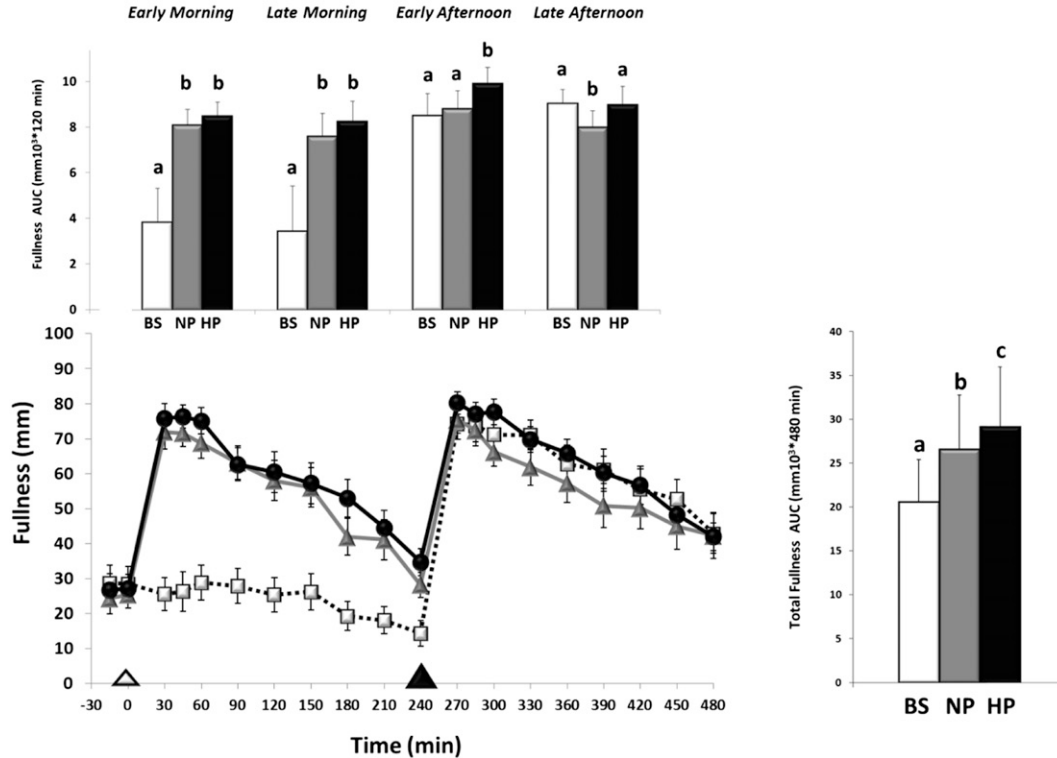 Early Morning Late Morning Early Afternoon Late Afternoon
Fullness AUC (mm10³*120 min)
10
8
6
4
2
0
a b b
a b b
a a b
a b a
BS NP HP BS NP HP BS NP HP BS NP HP
Fullness (mm)
100
90
80
70
60
50
40
30
20
10
0
-30 0 30 60 90 120 150 180 210 240 270 300 330 360 390 420 450 480
Time (min)
Total Fullness AUC (mm10³*480 min)
40
35
30
25
20
15
10
5
0
a b c
BS NP HP